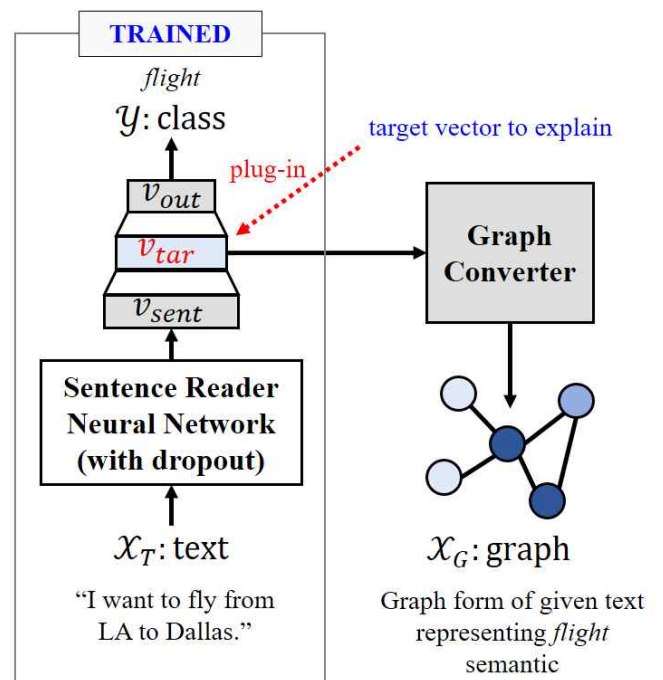 TRAINED
flight
𝒴: class
target vector to explain
plug-in
v_out
v_tar
v_sent
Graph
Converter
Sentence Reader
Neural Network
(with dropout)
𝒳_T: text
𝒳_G: graph
“I want to fly from
LA to Dallas.”
Graph form of given text
representing flight
semantic